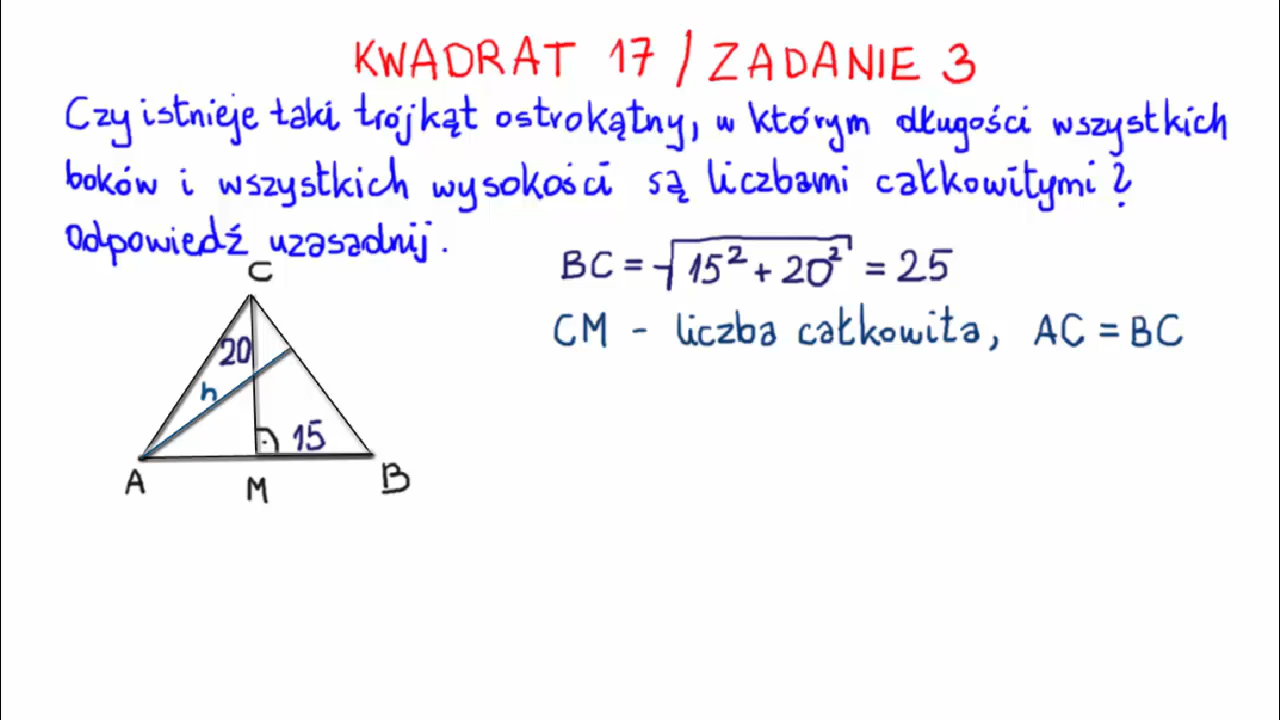 KWADRAT 17 / ZADANIE 3
Czy istnieje taki trójkąt ostrokątny, w którym długości wszystkich
boków i wszystkich wysokości są liczbami całkowitymi?
Odpowiedź uzasadnij.
C
BC = √15² + 20² = 25
CM - liczba całkowita, AC = BC
20
h
15
A
M
B